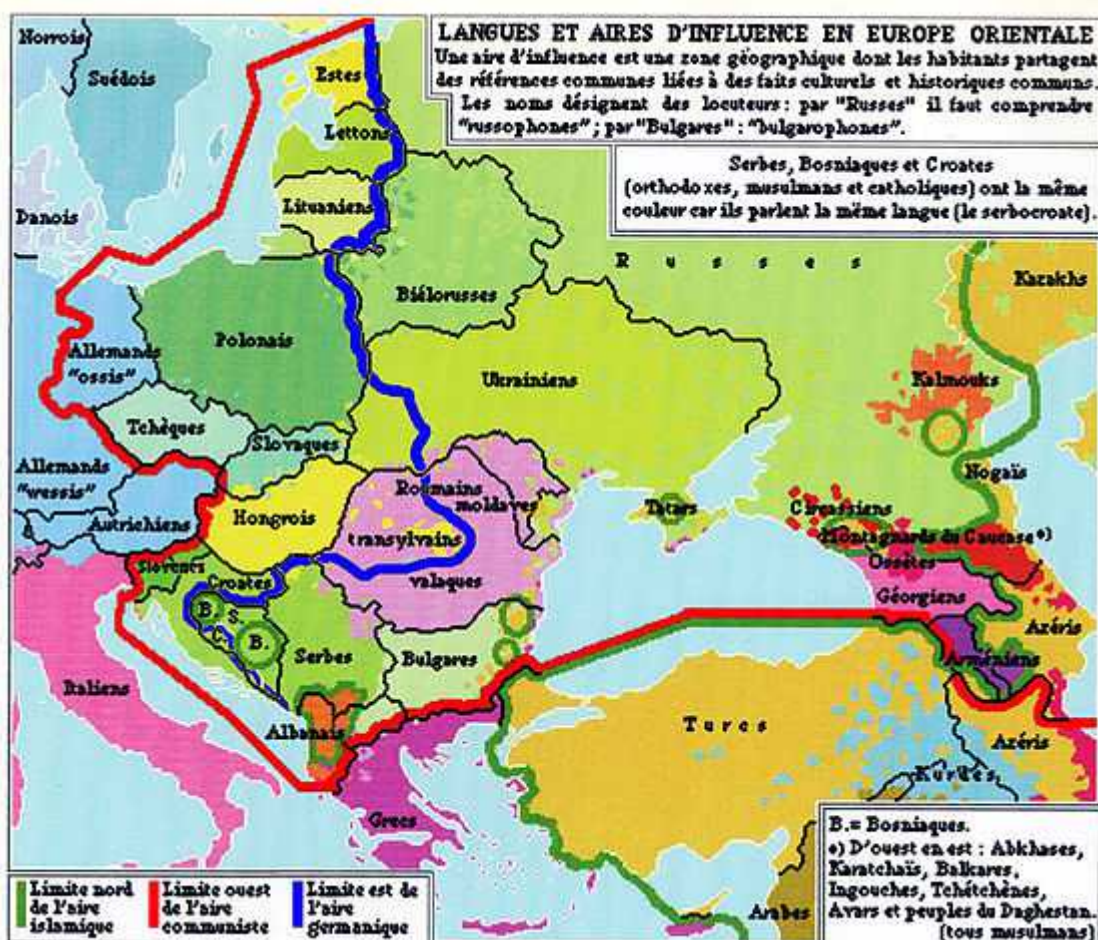 LANGUES ET AIRES D'INFLUENCE EN EUROPE ORIENTALE
Une aire d'influence est une zone géographique dont les habitants partagent
des références communes liées à des faits culturels et historiques communs.
Les noms désignent des locuteurs : par "Russes" il faut comprendre
"russophones" ; par "Bulgares" : "bulgarophones".
Serbes, Bosniaques et Croates
(orthodoxes, musulmans et catholiques) ont la même
couleur car ils parlent la même langue (le serbocroate).
Norrois
Suédois
Estes
Lettons
Lituaniens
Danois
Russes
Kazakhs
Biélorusses
Polonais
Allemands
"ossis"
Ukrainiens
Kalmouks
Tchèques
Slovaques
Allemands
"wessis"
Nogaïs
Roumains
moldaves
Hongrois
Tatars
Circassiens
Autrichiens
transylvains
Montagnards du Caucase •)
Slovènes
Ossètes
Croates
valaques
Géorgiens
B.
S.
C.
B.
Serbes
Bulgares
Azéris
Arméniens
Italiens
Albanais
Turcs
Azéris
Kurdes
Grecs
Arabes
B.= Bosniaques.
•) D'ouest en est : Abkhases,
Karatchaïs, Balkares,
Ingouches, Tchétchènes,
Avars et peuples du Daghestan.
(tous musulmans)
Limite nord
de l'aire
islamique
Limite ouest
de l'aire
communiste
Limite est de
l'aire
germanique